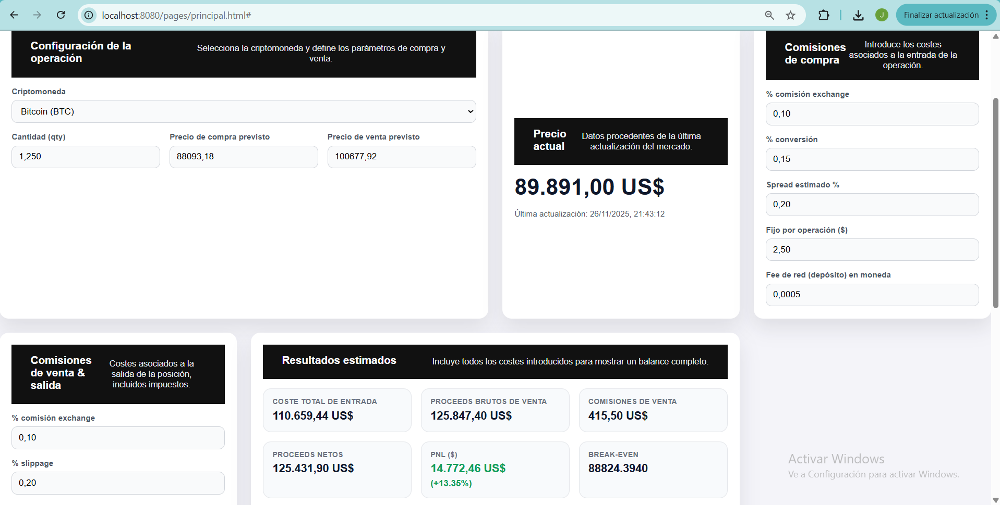 localhost:8080/pages/principal.html#
J
Finalizar actualización
Configuración de la
operación
Selecciona la criptomoneda y define los parámetros de compra y
venta.
Criptomoneda
Bitcoin (BTC)
Cantidad (qty)
Precio de compra previsto
Precio de venta previsto
1,250
88093,18
100677,92
Precio
actual
Datos procedentes de la última
actualización del mercado.
89.891,00 US$
Última actualización: 26/11/2025, 21:43:12
Comisiones
de compra
Introduce los costes
asociados a la entrada de la
operación.
% comisión exchange
0,10
% conversión
0,15
Spread estimado %
0,20
Fijo por operación ($)
2,50
Fee de red (depósito) en moneda
0,0005
Comisiones
de venta &
salida
Costes asociados a la
salida de la posición,
incluidos impuestos.
% comisión exchange
0,10
% slippage
0,20
Resultados estimados
Incluye todos los costes introducidos para mostrar un balance completo.
COSTE TOTAL DE ENTRADA
110.659,44 US$
PROCEEDS BRUTOS DE VENTA
125.847,40 US$
COMISIONES DE VENTA
415,50 US$
PROCEEDS NETOS
125.431,90 US$
PNL ($)
14.772,46 US$
(+13.35%)
BREAK-EVEN
88824.3940
Activar Windows
Ve a Configuración para activar Windows.